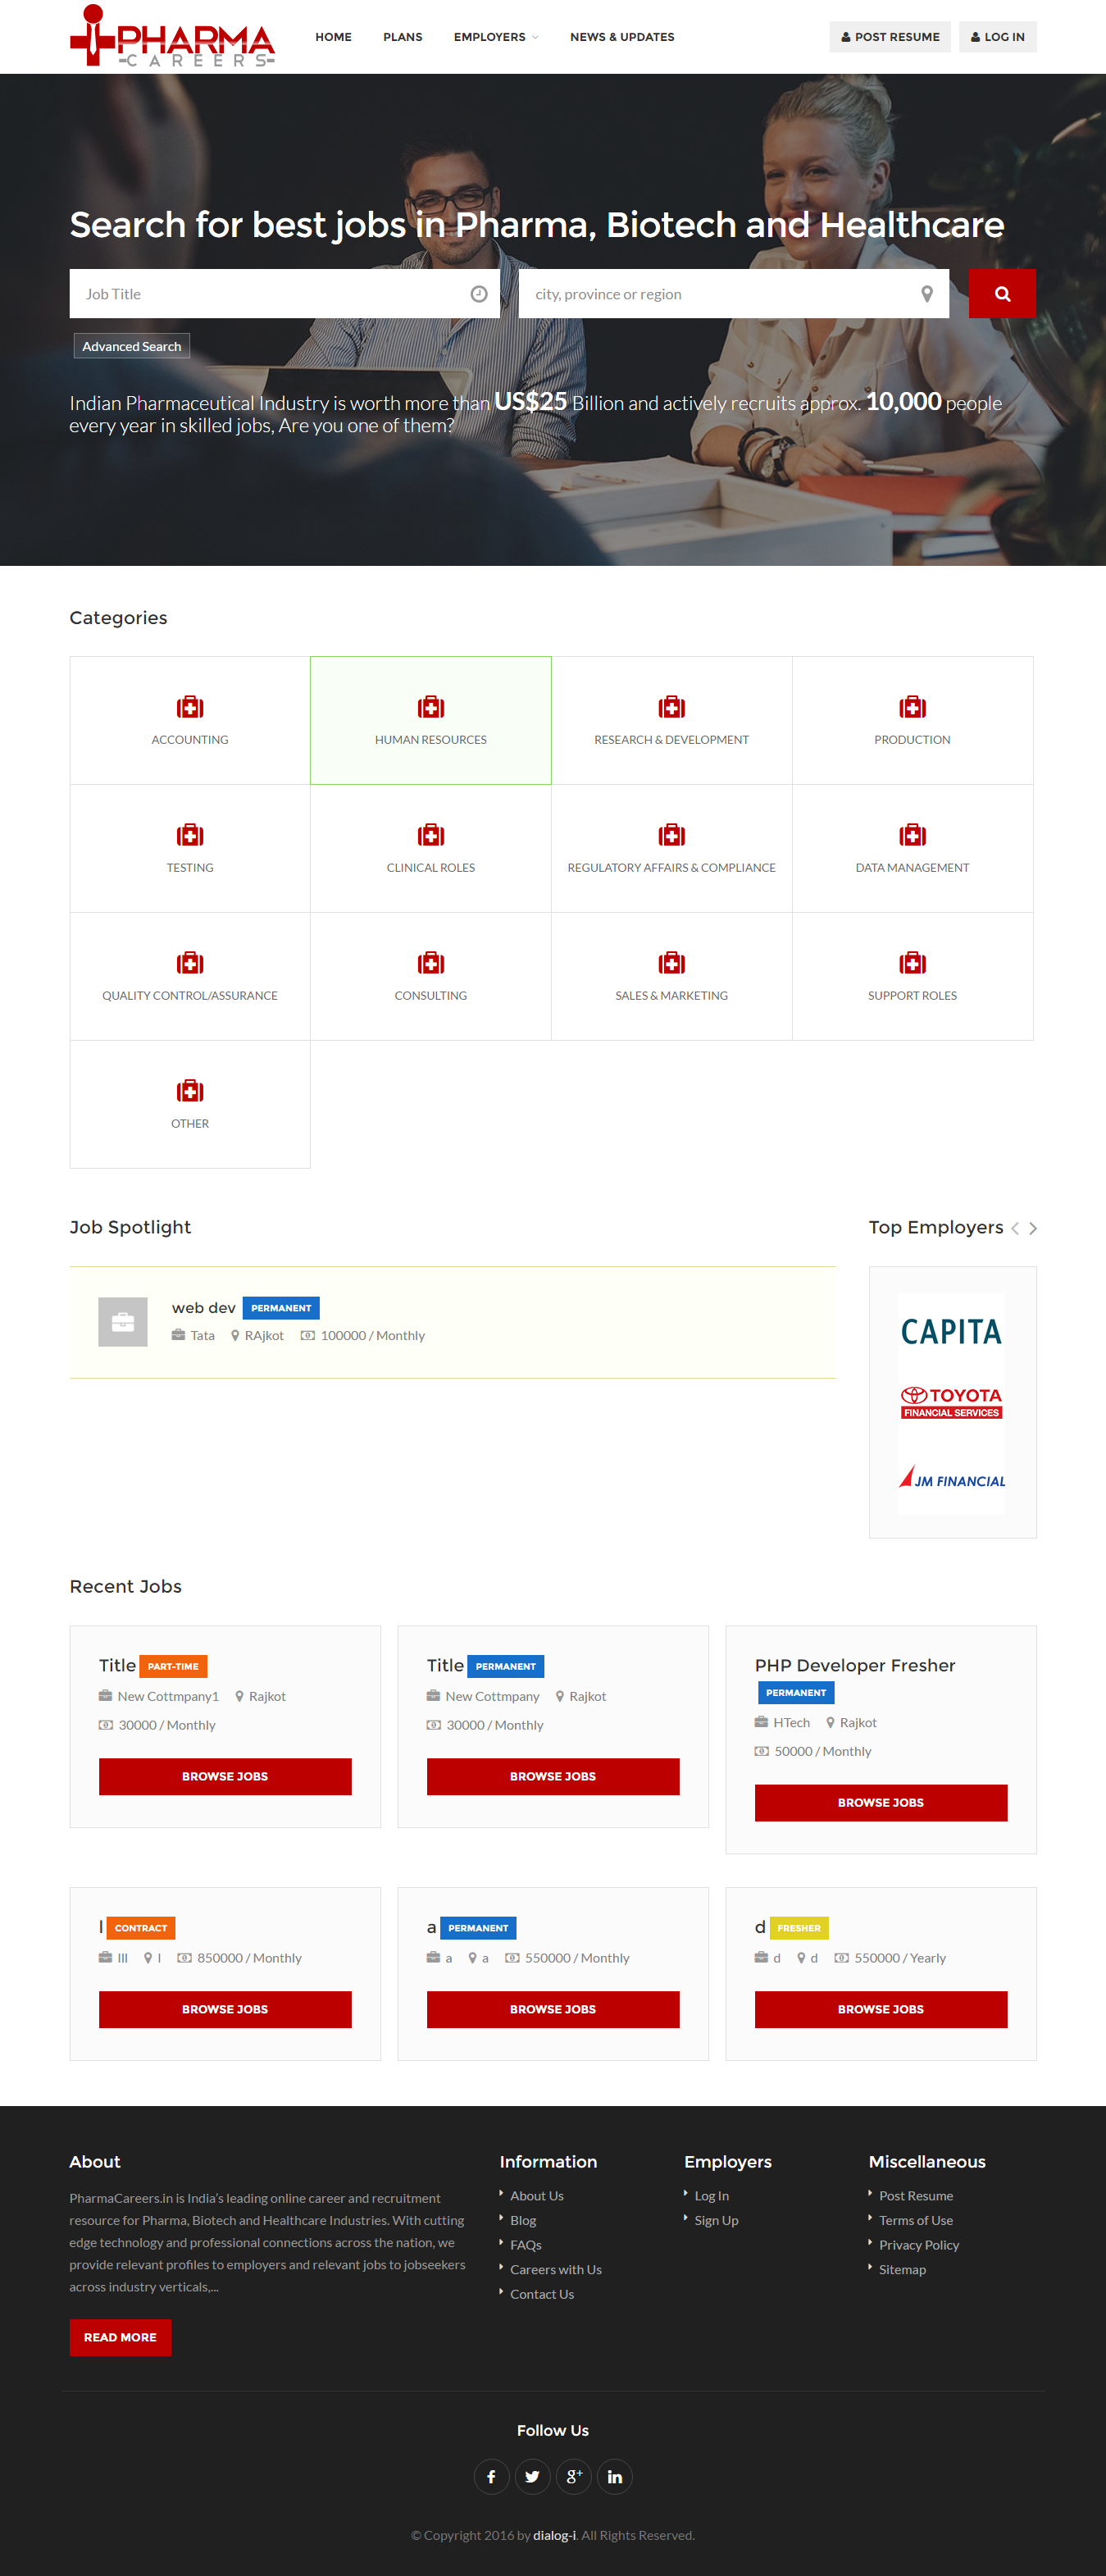 PHARMA
CAREERS
HOME PLANS EMPLOYERS NEWS & UPDATES
POST RESUME LOG IN
Search for best jobs in Pharma, Biotech and Healthcare
Job Title
city, province or region
Advanced Search
Indian Pharmaceutical Industry is worth more than US$25 Billion and actively recruits approx. 10,000 people
every year in skilled jobs, Are you one of them?
Categories
ACCOUNTING
HUMAN RESOURCES
RESEARCH & DEVELOPMENT
PRODUCTION
TESTING
CLINICAL ROLES
REGULATORY AFFAIRS & COMPLIANCE
DATA MANAGEMENT
QUALITY CONTROL/ASSURANCE
CONSULTING
SALES & MARKETING
SUPPORT ROLES
OTHER
Job Spotlight
web dev PERMANENT
Tata RAjkot 100000 / Monthly
Top Employers
CAPITA
TOYOTA
FINANCIAL SERVICES
JM FINANCIAL
Recent Jobs
Title PART-TIME
New Cottmpany1 Rajkot
30000 / Monthly
BROWSE JOBS
Title PERMANENT
New Cottmpany Rajkot
30000 / Monthly
BROWSE JOBS
PHP Developer Fresher
PERMANENT
HTech Rajkot
50000 / Monthly
BROWSE JOBS
l CONTRACT
lll l 850000 / Monthly
BROWSE JOBS
a PERMANENT
a a 550000 / Monthly
BROWSE JOBS
d FRESHER
d d 550000 / Yearly
BROWSE JOBS
About
PharmaCareers.in is India's leading online career and recruitment
resource for Pharma, Biotech and Healthcare Industries. With cutting
edge technology and professional connections across the nation, we
provide relevant profiles to employers and relevant jobs to jobseekers
across industry verticals,...
READ MORE
Information
About Us
Blog
FAQs
Careers with Us
Contact Us
Employers
Log In
Sign Up
Miscellaneous
Post Resume
Terms of Use
Privacy Policy
Sitemap
Follow Us
© Copyright 2016 by dialog-i. All Rights Reserved.